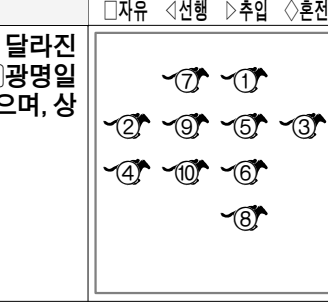 □자유 ◁선행 ▷추입 ◇혼전
달라진
광명일
으며, 상
⑦ ①
② ⑨ ⑤ ③
④ ⑩ ⑥
⑧